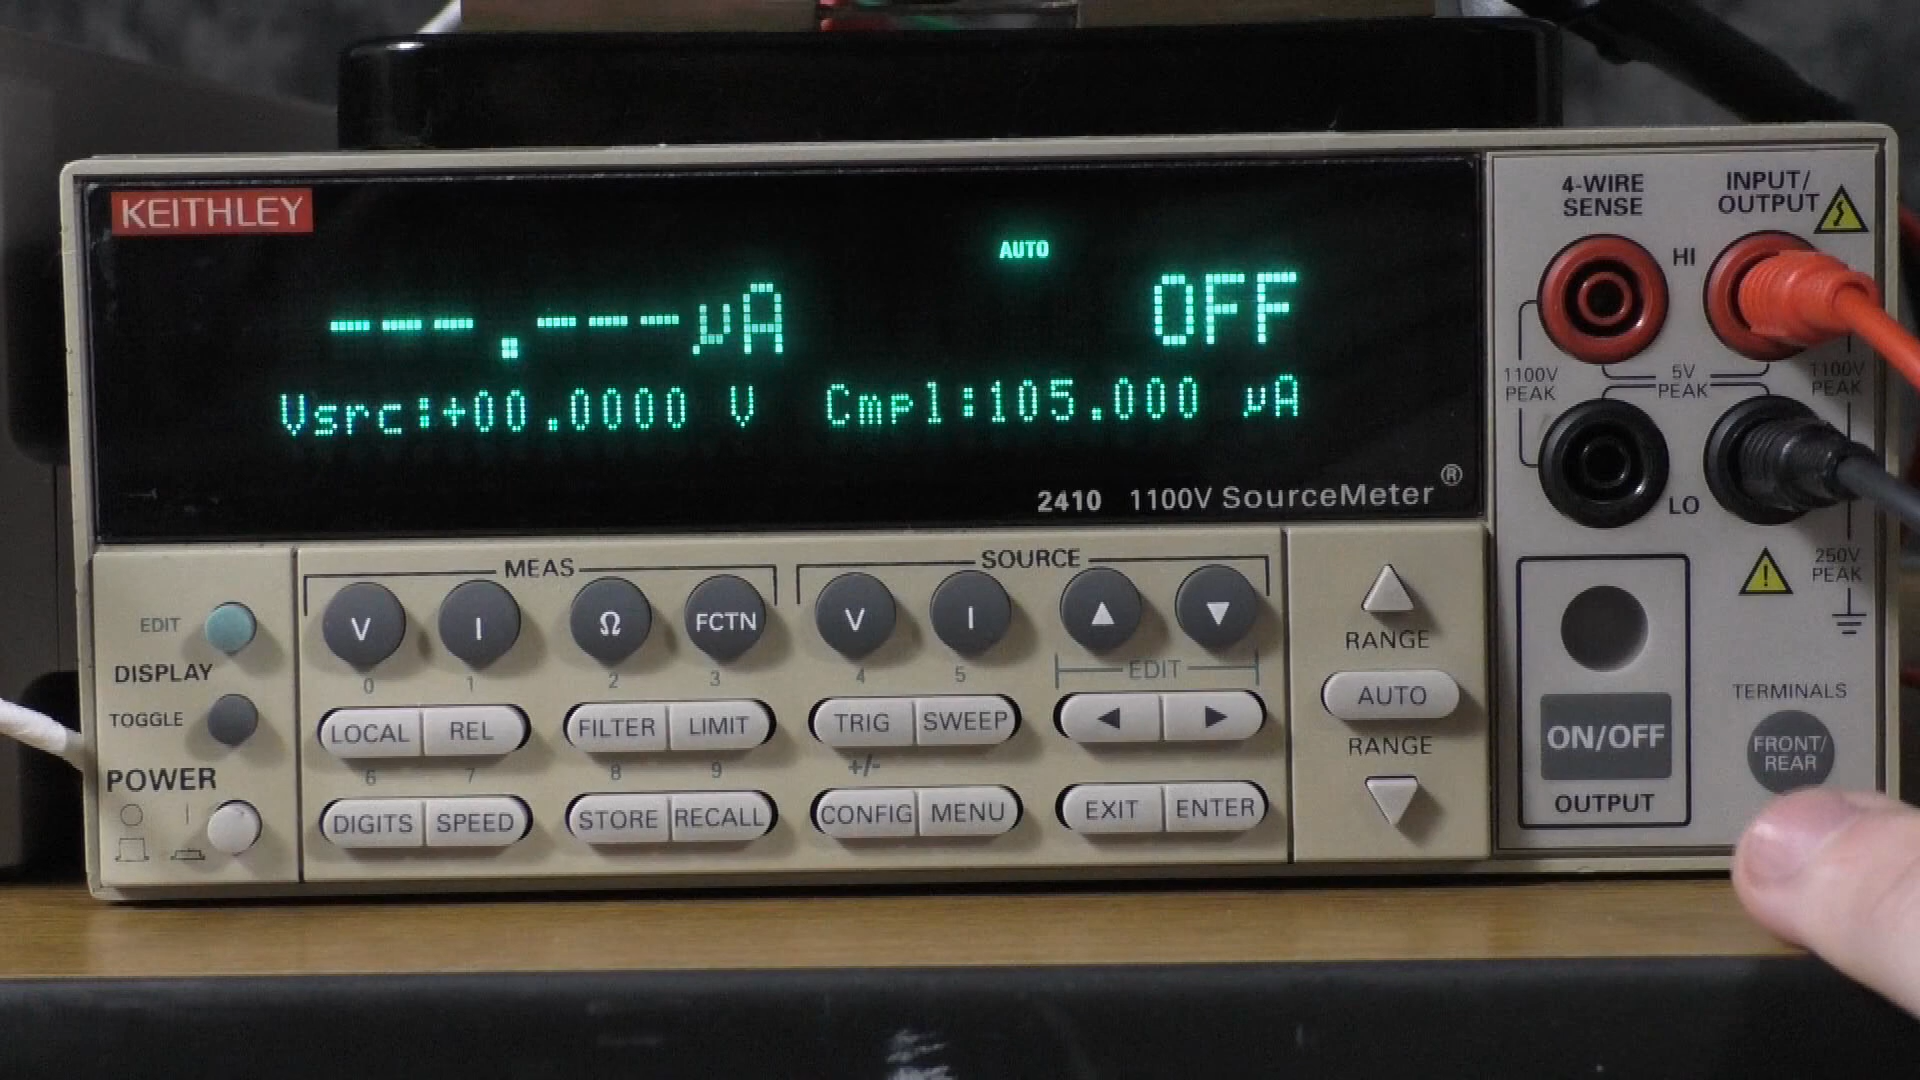 KEITHLEY
AUTO
---.---µA OFF
Vsrc:+00.0000 V Cmpl:105.000 µA
2410 1100V SourceMeter®
4-WIRE SENSE
INPUT/ OUTPUT
HI
1100V PEAK
5V PEAK
1100V PEAK
LO
250V PEAK
MEAS
SOURCE
EDIT
DISPLAY
TOGGLE
POWER
V I Ω FCTN V I ▲ ▼
0 1 2 3 4 5 EDIT
LOCAL REL FILTER LIMIT TRIG SWEEP ◀ ▶
6 7 8 9 +/-
DIGITS SPEED STORE RECALL CONFIG MENU EXIT ENTER
RANGE
AUTO
RANGE
ON/OFF
OUTPUT
TERMINALS
FRONT/
REAR